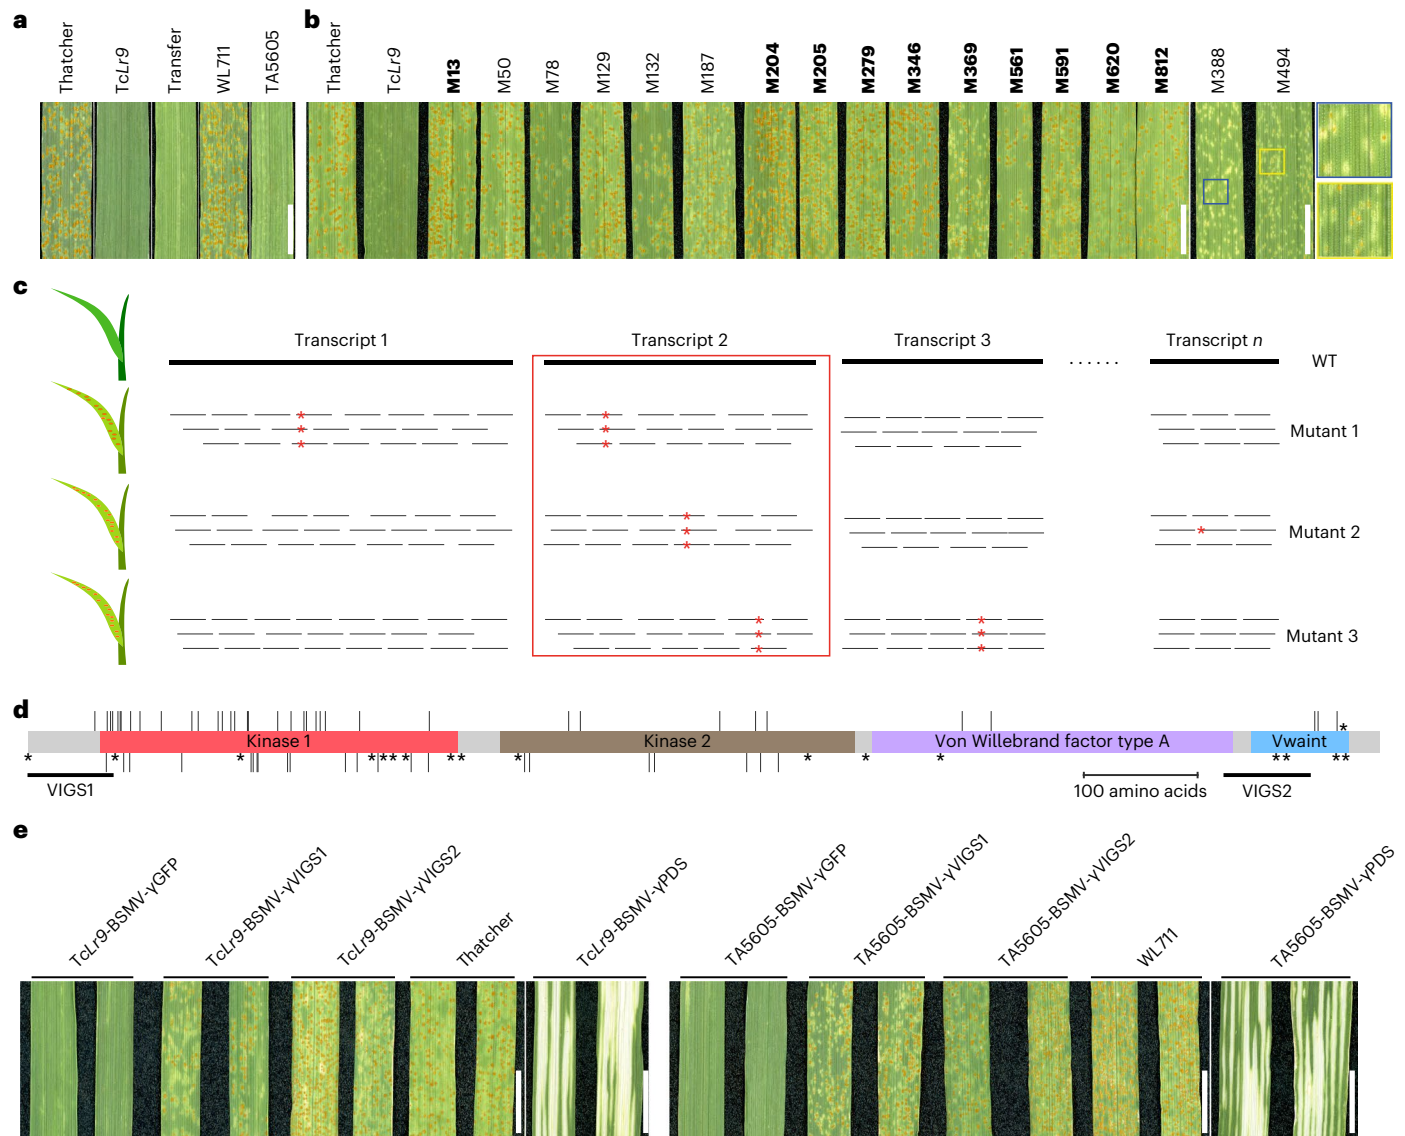 a
Thatcher
TcLr9
Transfer
WL711
TA5605
b
Thatcher
TcLr9
M13
M50
M78
M129
M132
M187
M204
M205
M279
M346
M369
M561
M591
M620
M812
M388
M494
c
Transcript 1
Transcript 2
Transcript 3
......
Transcript n
WT
Mutant 1
Mutant 2
Mutant 3
d
Kinase 1
Kinase 2
Von Willebrand factor type A
Vwaint
VIGS1
100 amino acids
VIGS2
e
TcLr9-BSMV-γGFP
TcLr9-BSMV-γVIGS1
TcLr9-BSMV-γVIGS2
Thatcher
TcLr9-BSMV-γPDS
TA5605-BSMV-γGFP
TA5605-BSMV-γVIGS1
TA5605-BSMV-γVIGS2
WL711
TA5605-BSMV-γPDS